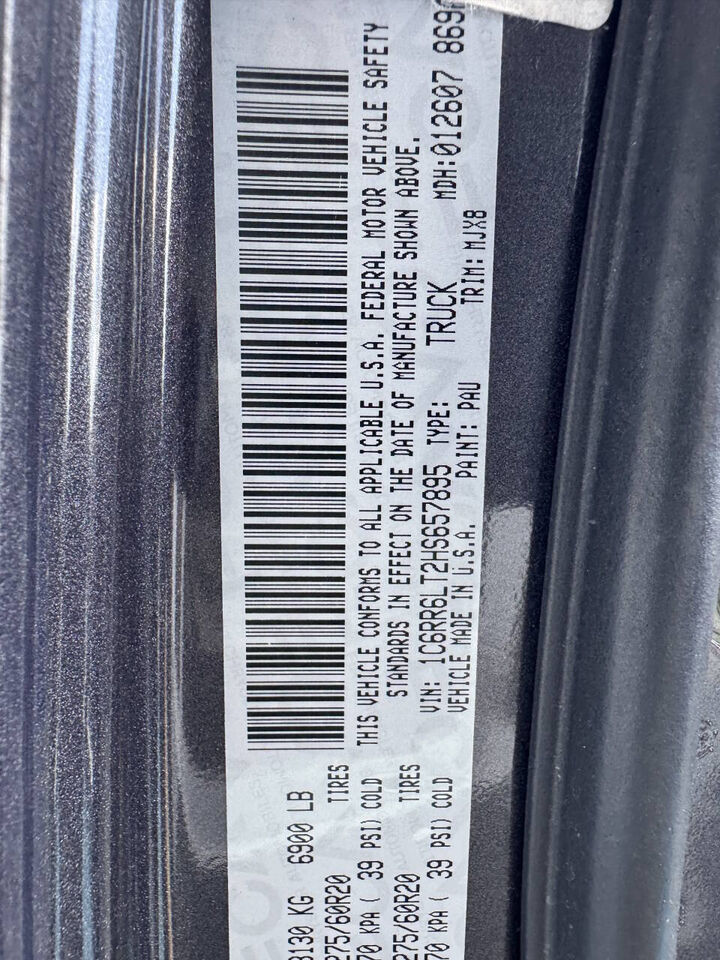 3130 KG 6900 LB
275/60R20 TIRES
70 KPA ( 39 PSI) COLD
275/60R20 TIRES
70 KPA ( 39 PSI) COLD
THIS VEHICLE CONFORMS TO ALL APPLICABLE U.S.A. FEDERAL MOTOR VEHICLE SAFETY
STANDARDS IN EFFECT ON THE DATE OF MANUFACTURE SHOWN ABOVE.
VIN: 1C6RR6LT2HS657895 TYPE: TRUCK MDH:012607 869
VEHICLE MADE IN U.S.A. PAINT: PAU TRIM: MJX8